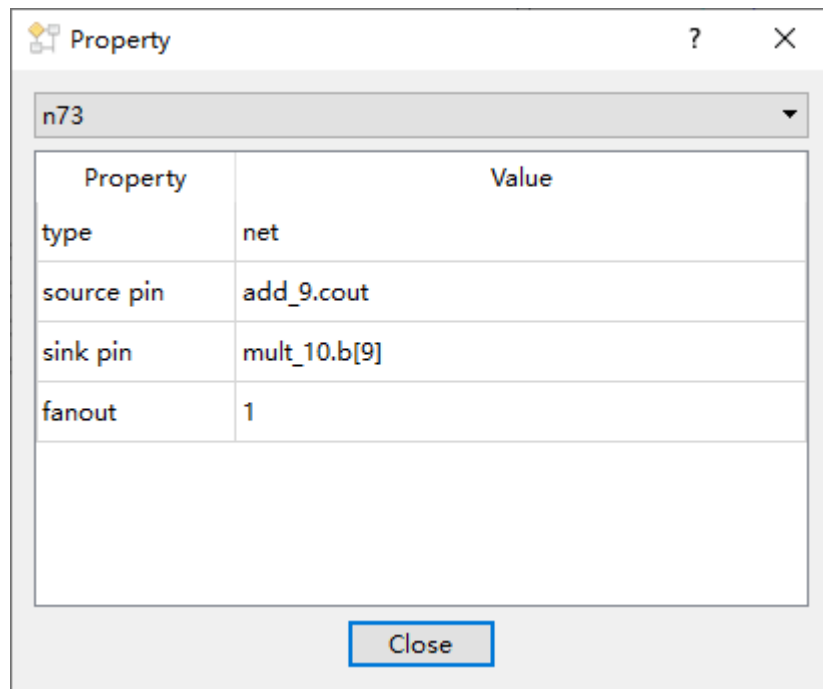 Property ?
n73
Property Value
type net
source pin add_9.cout
sink pin mult_10.b[9]
fanout 1
Close